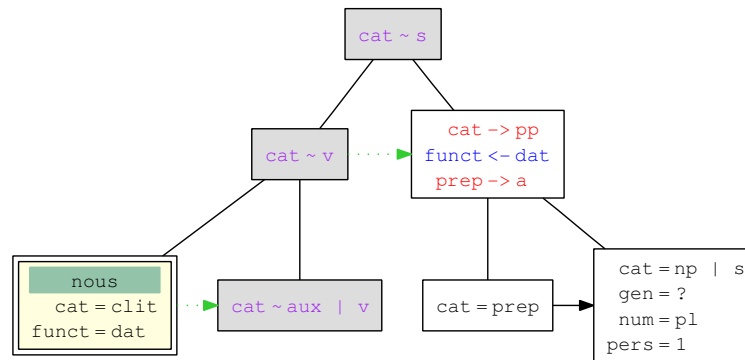 cat ~ s
cat ~ v
cat -> pp
funct <- dat
prep -> a
nous
cat = clit
funct = dat
cat ~ aux | v
cat = prep
cat = np | s
gen = ?
num = pl
pers = 1